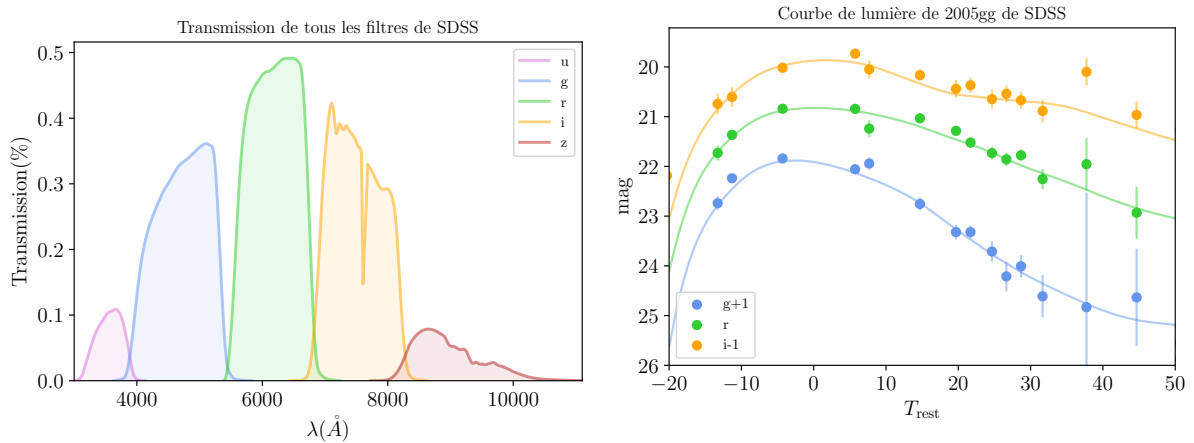 Transmission de tous les filtres de SDSS
Transmission(%)
0.5
0.4
0.3
0.2
0.1
0.0
4000
6000
8000
10000
λ(Å)
u
g
r
i
z
Courbe de lumière de 2005gg de SDSS
mag
20
21
22
23
24
25
26
−20
−10
0
10
20
30
40
50
T_rest
g+1
r
i-1